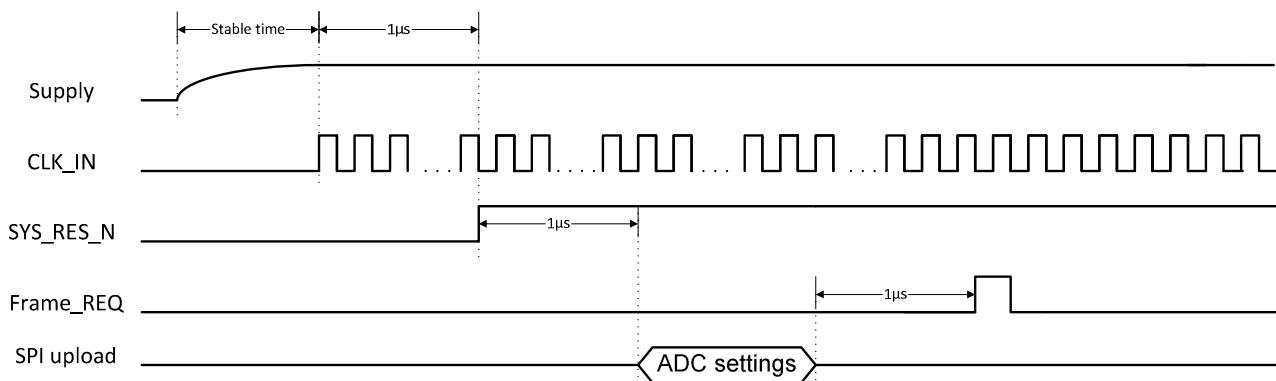 Stable time
1µs
Supply
CLK_IN
SYS_RES_N
1µs
Frame_REQ
1µs
SPI upload
ADC settings